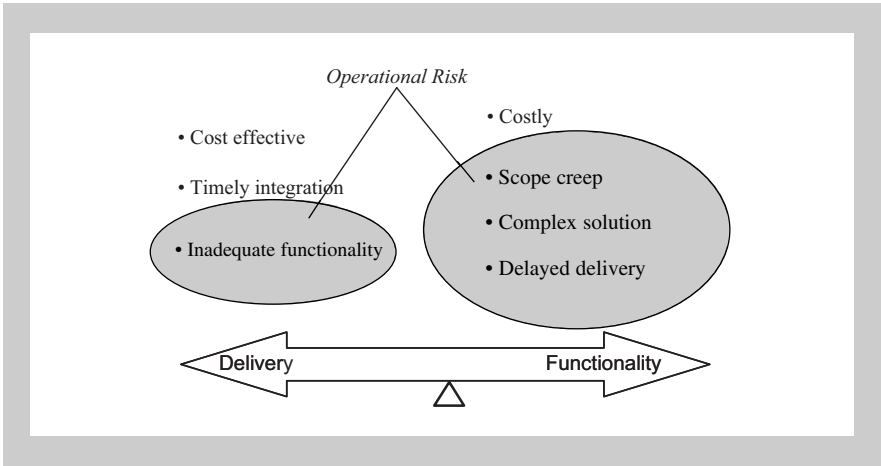 Operational Risk
• Cost effective
• Timely integration
• Inadequate functionality
• Costly
• Scope creep
• Complex solution
• Delayed delivery
Delivery
Functionality